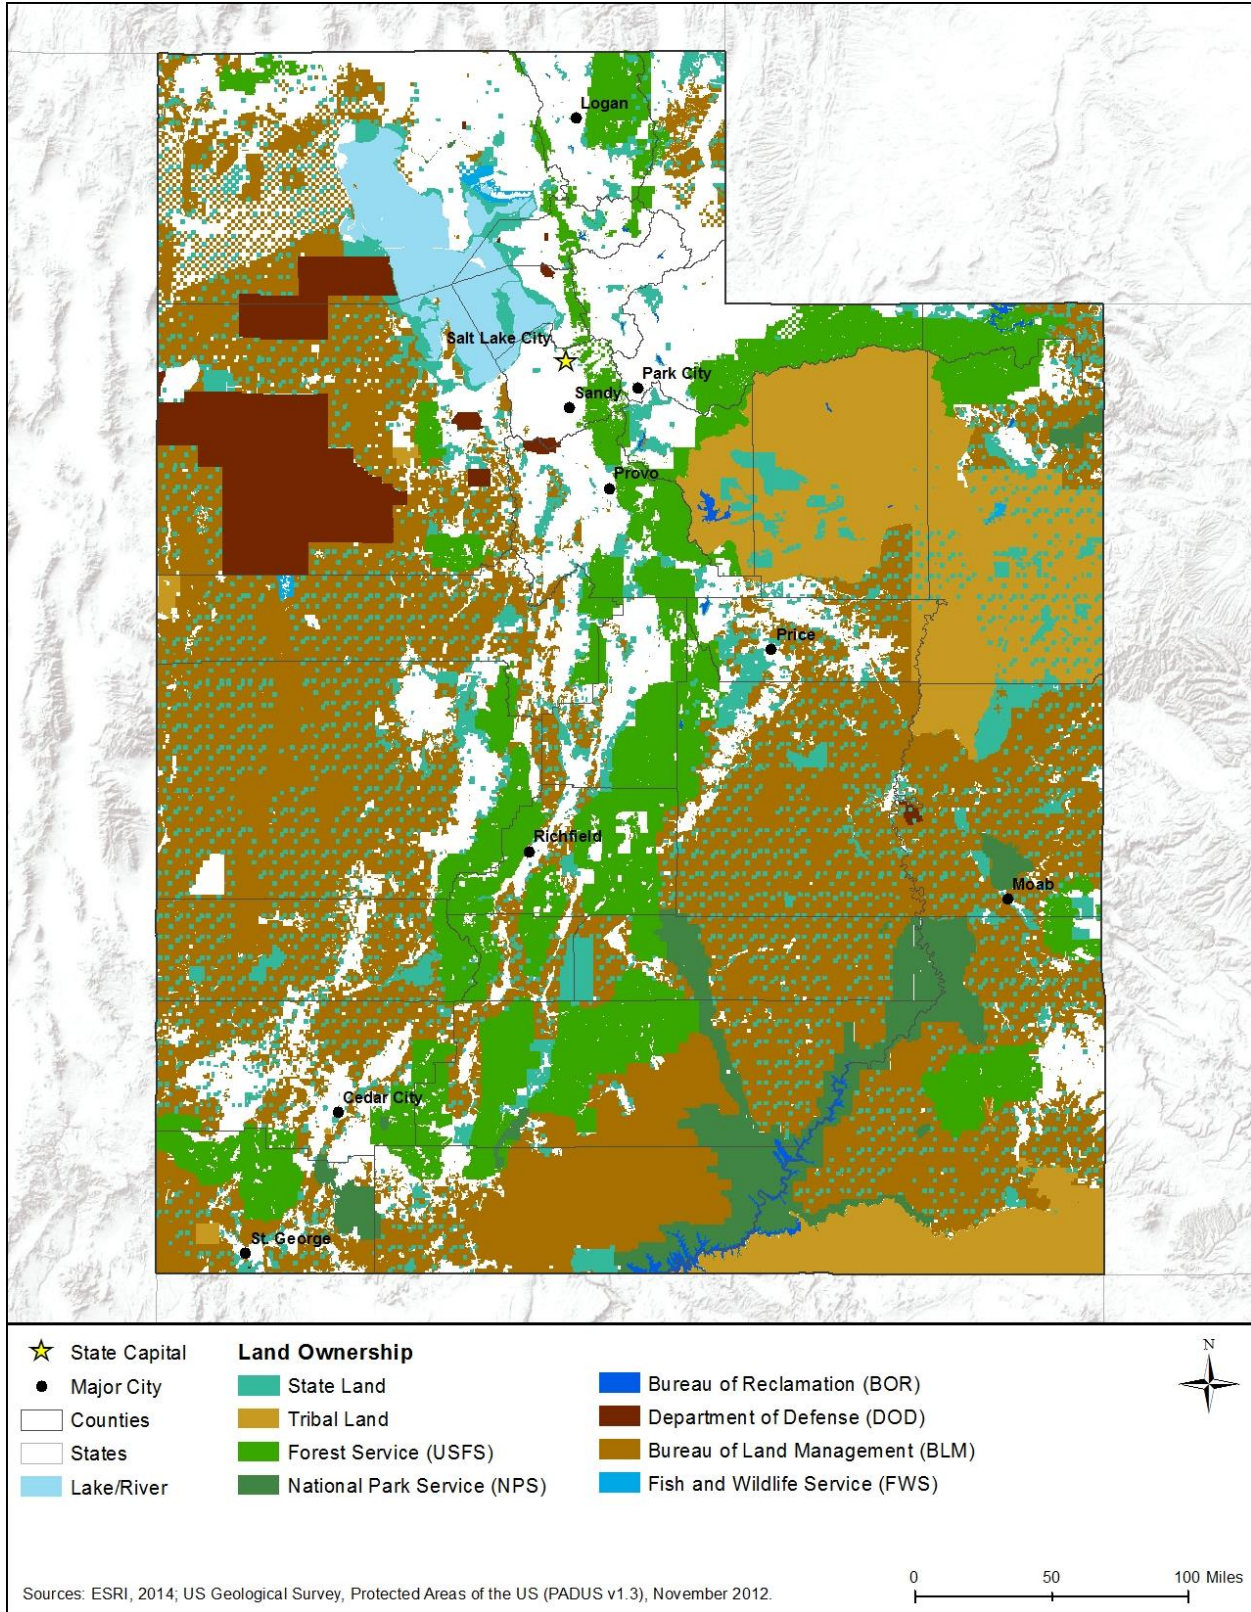 Logan
Salt Lake City
Park City
Sandy
Provo
Price
Richfield
Moab
Cedar City
St. George
State Capital
Major City
Counties
States
Lake/River
Land Ownership
State Land
Tribal Land
Forest Service (USFS)
National Park Service (NPS)
Bureau of Reclamation (BOR)
Department of Defense (DOD)
Bureau of Land Management (BLM)
Fish and Wildlife Service (FWS)
N
0 50 100 Miles
Sources: ESRI, 2014; US Geological Survey, Protected Areas of the US (PADUS v1.3), November 2012.